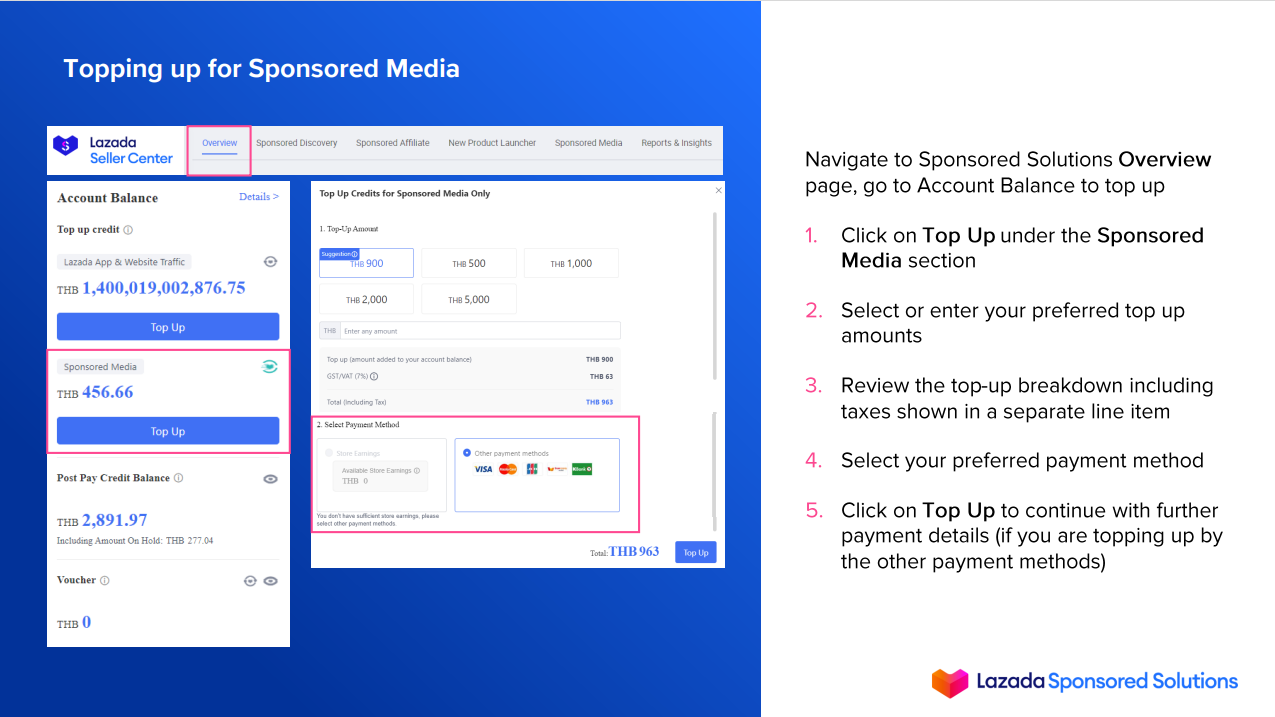 Topping up for Sponsored Media
Lazada
Seller Center
Overview
Sponsored Discovery
Sponsored Affiliate
New Product Launcher
Sponsored Media
Reports & Insights
Account Balance
Details >
Top up credit
Lazada App & Website Traffic
THB 1,400,019,002,876.75
Top Up
Sponsored Media
THB 456.66
Top Up
Post Pay Credit Balance
THB 2,891.97
Including Amount On Hold: THB 277.04
Voucher
THB 0
Top Up Credits for Sponsored Media Only
1. Top-Up Amount
Suggestion
THB 900
THB 500
THB 1,000
THB 2,000
THB 5,000
THB
Enter any amount
Top up (amount added to your account balance)
THB 900
GST/VAT (7%)
THB 63
Total (Including Tax)
THB 963
2. Select Payment Method
Store Earnings
Available Store Earnings
THB 0
You don't have sufficient store earnings, please
select other payment methods.
Other payment methods
VISA
JCB
Total: THB 963
Top Up
Navigate to Sponsored Solutions Overview
page, go to Account Balance to top up
1. Click on Top Up under the Sponsored
Media section
2. Select or enter your preferred top up
amounts
3. Review the top-up breakdown including
taxes shown in a separate line item
4. Select your preferred payment method
5. Click on Top Up to continue with further
payment details (if you are topping up by
the other payment methods)
Lazada Sponsored Solutions